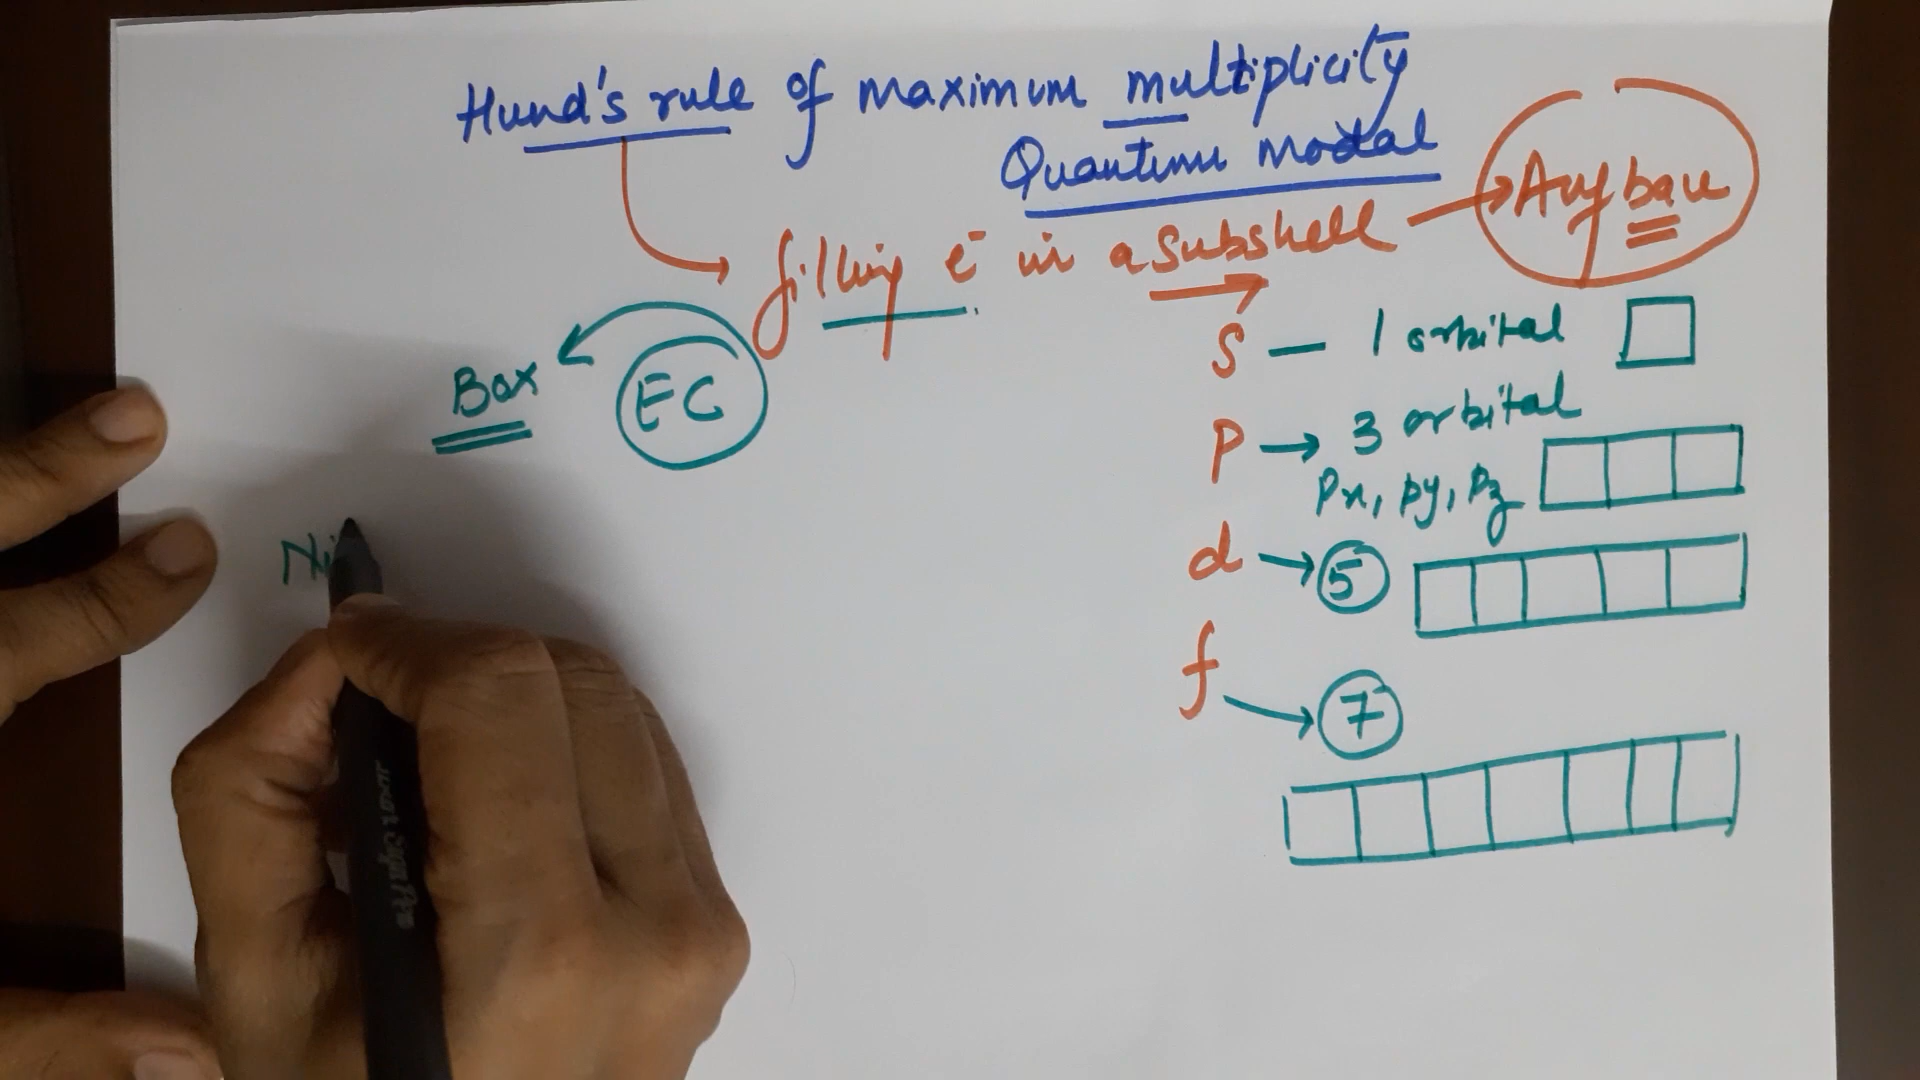 Hund's rule of maximum multiplicity
Quantum modal
filling e⁻ in a subshell → Aufbau
S — 1 orbital
Box
EC
p → 3 orbital
px, py, pz
d → 5
Ni
f → 7